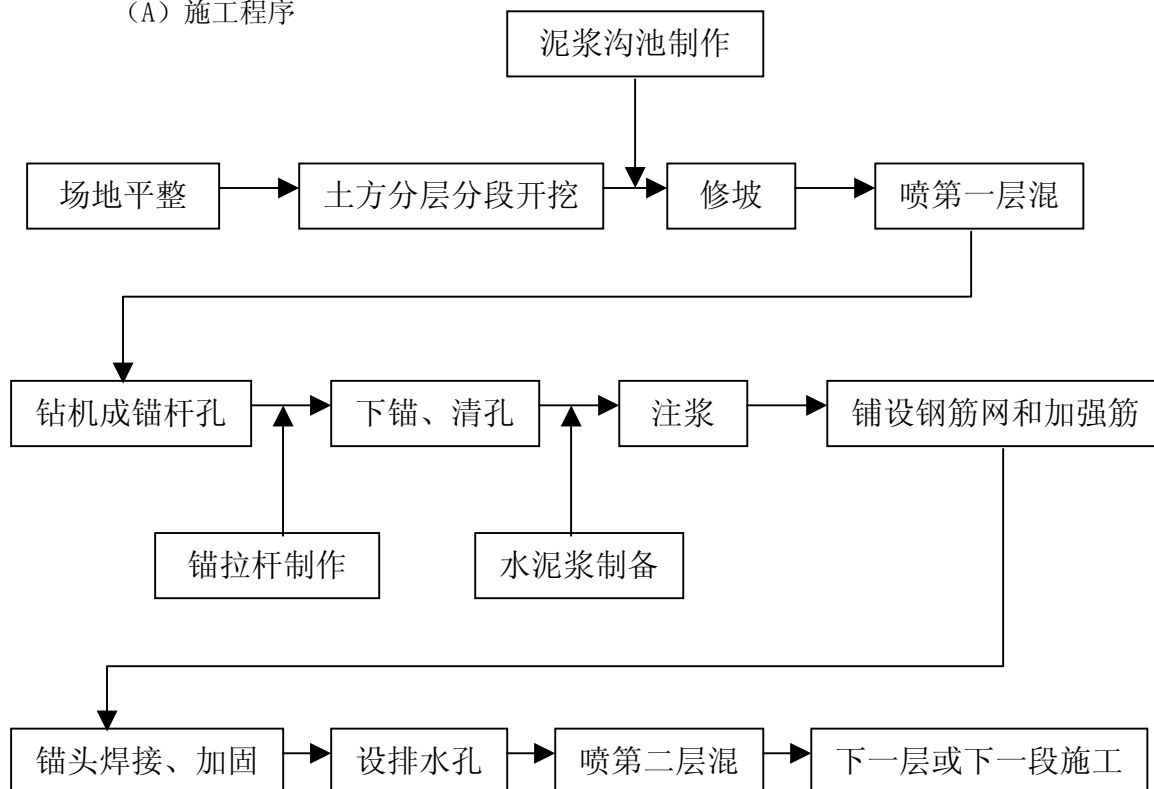 （A）施工程序
泥浆沟池制作
场地平整
土方分层分段开挖
修坡
喷第一层混
钻机成锚杆孔
下锚、清孔
注浆
铺设钢筋网和加强筋
锚拉杆制作
水泥浆制备
锚头焊接、加固
设排水孔
喷第二层混
下一层或下一段施工